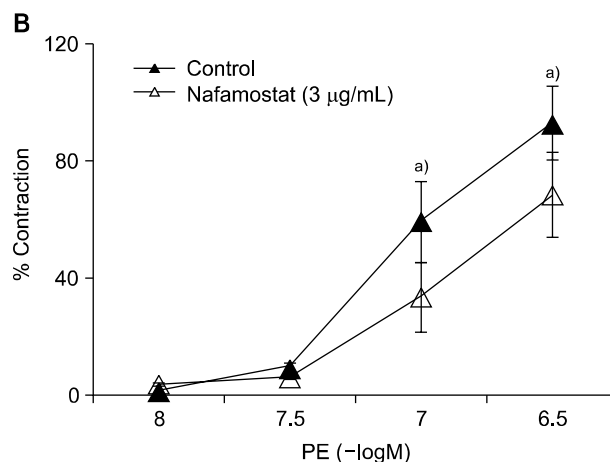 B
120
Control
Nafamostat (3 μg/mL)
a)
a)
80
% Contraction
40
0
8 7.5 7 6.5
PE (−logM)